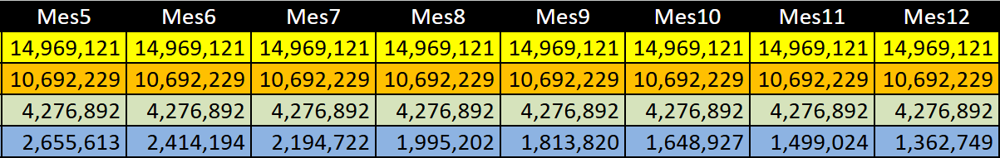 Mes5 Mes6 Mes7 Mes8 Mes9 Mes10 Mes11 Mes12
14,969,121 14,969,121 14,969,121 14,969,121 14,969,121 14,969,121 14,969,121 14,969,121
10,692,229 10,692,229 10,692,229 10,692,229 10,692,229 10,692,229 10,692,229 10,692,229
4,276,892 4,276,892 4,276,892 4,276,892 4,276,892 4,276,892 4,276,892 4,276,892
2,655,613 2,414,194 2,194,722 1,995,202 1,813,820 1,648,927 1,499,024 1,362,749